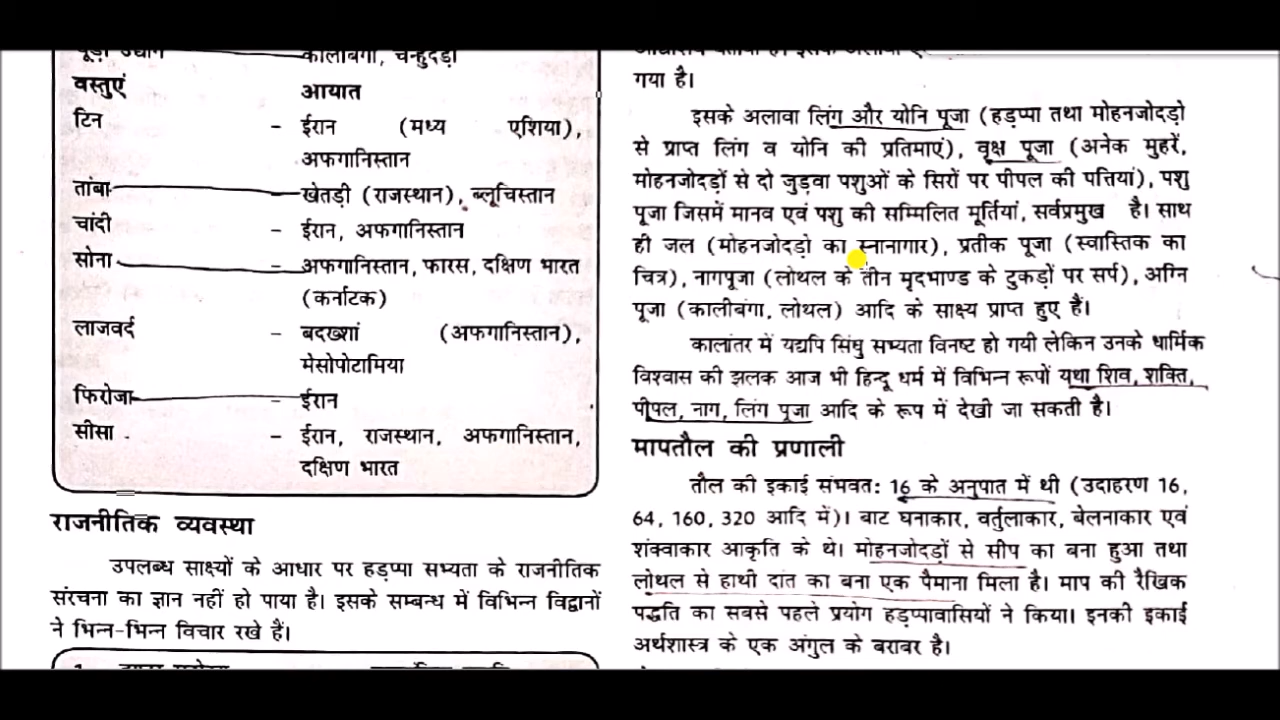 कालीबंगा, चन्हुदड़ो
वस्तुएं आयात
टिन - ईरान (मध्य एशिया),
अफगानिस्तान
तांबा - खेतड़ी (राजस्थान), ब्लूचिस्तान
चांदी - ईरान, अफगानिस्तान
सोना - अफगानिस्तान, फारस, दक्षिण भारत
(कर्नाटक)
लाजवर्द - बदख्शां (अफगानिस्तान),
मेसोपोटामिया
फिरोजा - ईरान
सीसा - ईरान, राजस्थान, अफगानिस्तान,
दक्षिण भारत
राजनीतिक व्यवस्था
उपलब्ध साक्ष्यों के आधार पर हड़प्पा सभ्यता के राजनीतिक
संरचना का ज्ञान नहीं हो पाया है। इसके सम्बन्ध में विभिन्न विद्वानों
ने भिन्न-भिन्न विचार रखे हैं।
गया है।
इसके अलावा लिंग और योनि पूजा (हड़प्पा तथा मोहनजोदड़ो
से प्राप्त लिंग व योनि की प्रतिमाएं), वृक्ष पूजा (अनेक मुहरें,
मोहनजोदड़ों से दो जुड़वा पशुओं के सिरों पर पीपल की पत्तियां), पशु
पूजा जिसमें मानव एवं पशु की सम्मिलित मूर्तियां, सर्वप्रमुख है। साथ
ही जल (मोहनजोदड़ो का स्नानागार), प्रतीक पूजा (स्वास्तिक का
चित्र), नागपूजा (लोथल के तीन मृदभाण्ड के टुकड़ों पर सर्प), अग्नि
पूजा (कालीबंगा, लोथल) आदि के साक्ष्य प्राप्त हुए हैं।
कालांतर में यद्यपि सिंधु सभ्यता विनष्ट हो गयी लेकिन उनके धार्मिक
विश्वास की झलक आज भी हिन्दू धर्म में विभिन्न रूपों यथा शिव, शक्ति,
पीपल, नाग, लिंग पूजा आदि के रूप में देखी जा सकती है।
मापतौल की प्रणाली
तौल की इकाई संभवत: 16 के अनुपात में थी (उदाहरण 16,
64, 160, 320 आदि में)। बाट घनाकार, वर्तुलाकार, बेलनाकार एवं
शंक्वाकार आकृति के थे। मोहनजोदड़ों से सीप का बना हुआ तथा
लोथल से हाथी दांत का बना एक पैमाना मिला है। माप की रैखिक
पद्धति का सबसे पहले प्रयोग हड़प्पावासियों ने किया। इनकी इकाई
अर्थशास्त्र के एक अंगुल के बराबर है।